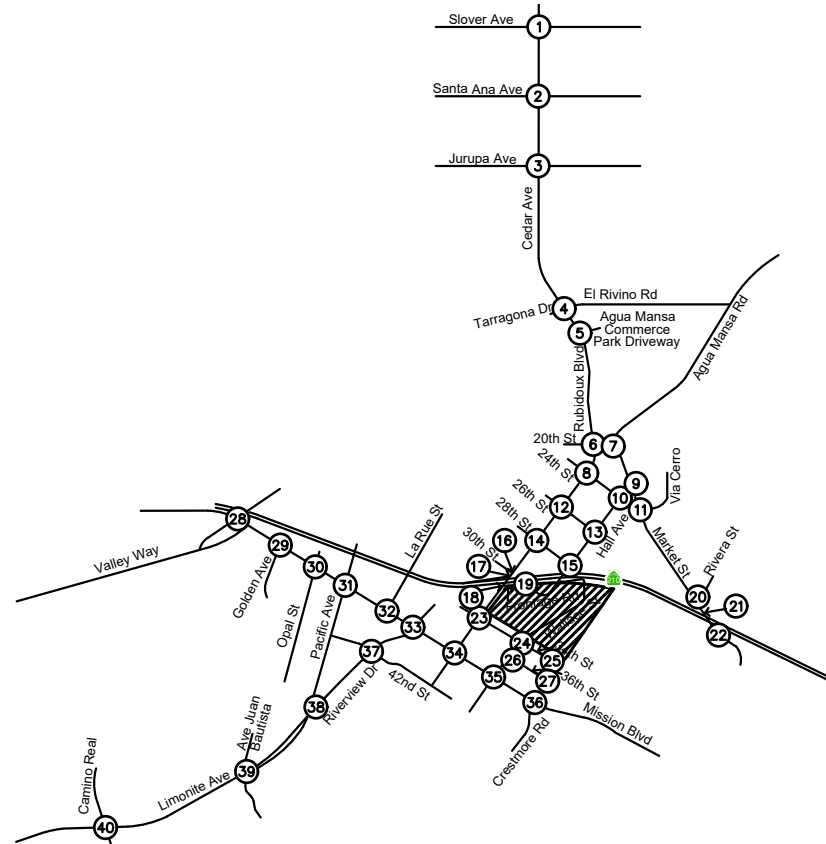 Slover Ave
1
Santa Ana Ave
2
Jurupa Ave
3
Cedar Ave
El Rivino Rd
4
Tarragona Dr
Agua Mansa
Commerce
Park Driveway
5
Agua Mansa Rd
Rubidoux Blvd
20th St
6
7
24th St
8
Via Cerro
9
10
26th St
12
11
Hall Ave
13
28th St
14
16
Market St
La Rue St
28
30th St
15
Rivera St
29
Valley Way
17
30
19
Golden Ave
31
18
20
21
32
Opal St
Pacific Ave
23
33
22
34
24
37
26
25
36th St
42nd St
35
27
Riverview Dr
38
36
Mission Blvd
Crestmore Rd
Ave Juan
Bautista
39
Camino Real
Limonite Ave
40